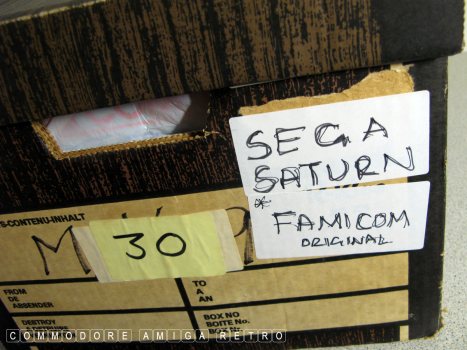 SEGA
SATURN
&
FAMICOM
ORIGINAL
S-CONTENU-INHALT
30
FROM
DE
ABSENDER
TO
A
AN
DESTROY
BOX NO
BOITE No.
COMMODORE AMIGA RETRO